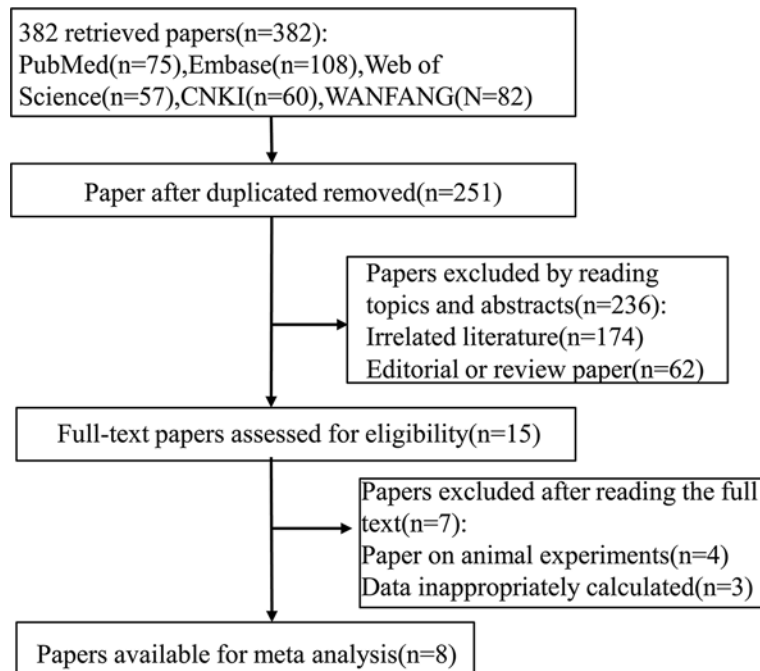 382 retrieved papers(n=382):
PubMed(n=75),Embase(n=108),Web of
Science(n=57),CNKI(n=60),WANFANG(N=82)
Paper after duplicated removed(n=251)
Papers excluded by reading
topics and abstracts(n=236):
Irrelated literature(n=174)
Editorial or review paper(n=62)
Full-text papers assessed for eligibility(n=15)
Papers excluded after reading the full
text(n=7):
Paper on animal experiments(n=4)
Data inappropriately calculated(n=3)
Papers available for meta analysis(n=8)